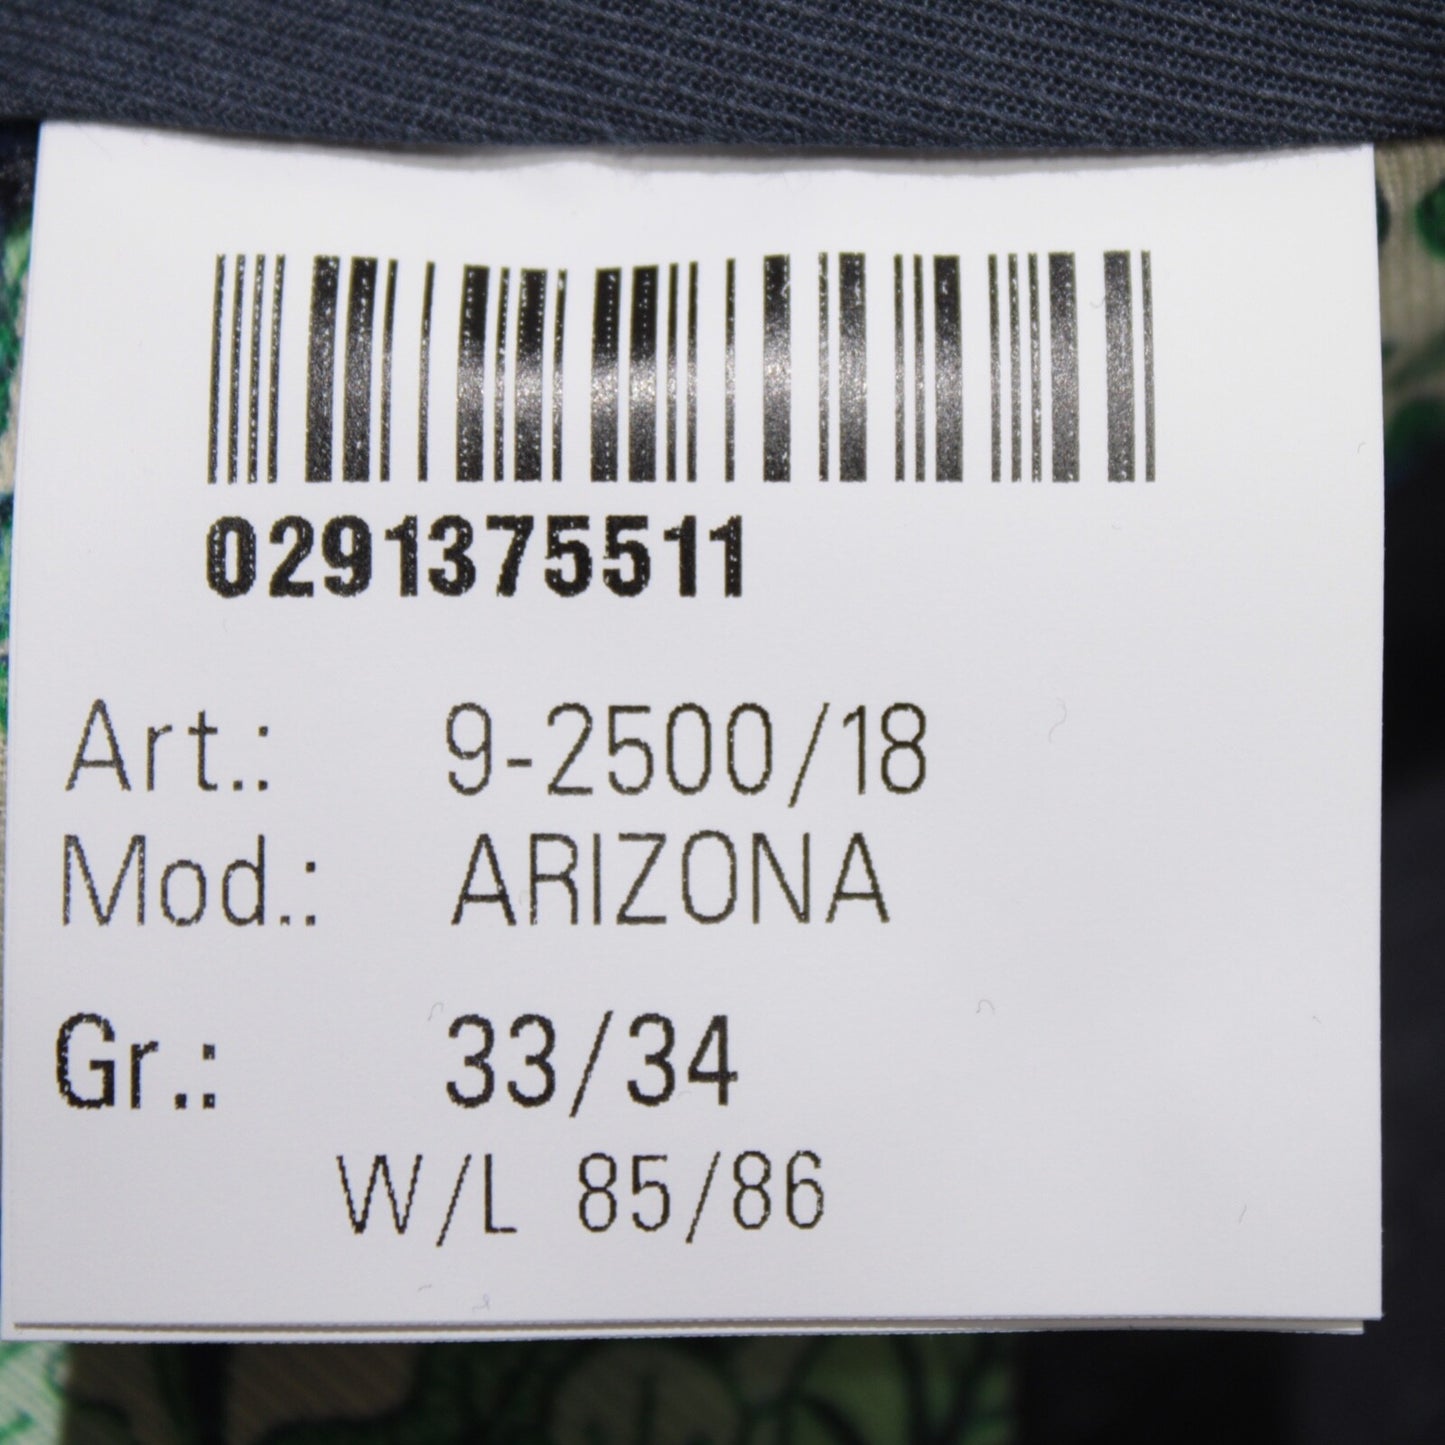 0291375511
Art.: 9-2500/18
Mod.: ARIZONA
Gr.: 33/34
W/L 85/86